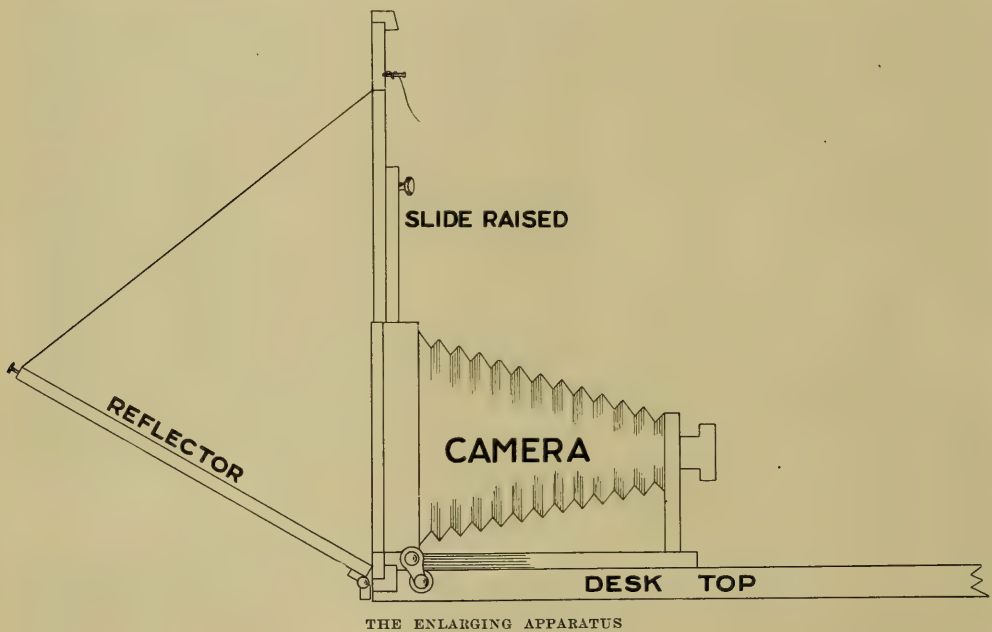 SLIDE RAISED
REFLECTOR
CAMERA
DESK TOP
THE ENLARGING APPARATUS